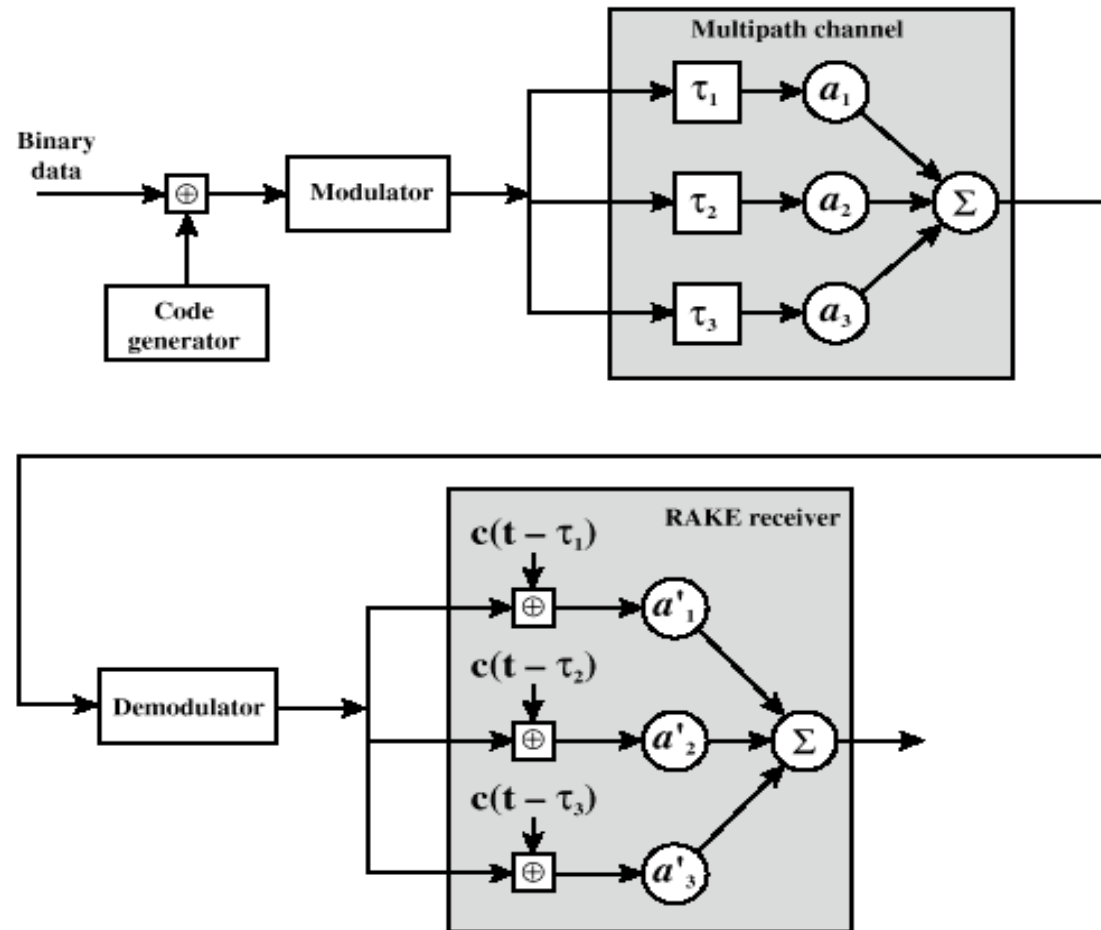 Multipath channel
τ₁
a₁
Binary
data
⊕
Modulator
τ₂
a₂
Σ
Code
generator
τ₃
a₃
RAKE receiver
c(t – τ₁)
⊕
a'₁
c(t – τ₂)
Demodulator
⊕
a'₂
Σ
c(t – τ₃)
⊕
a'₃